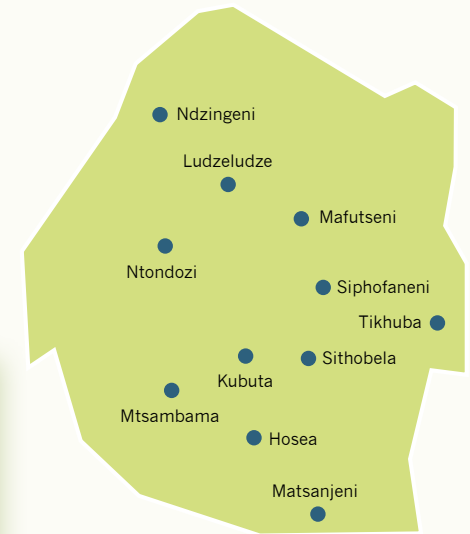 Ndzingeni
Ludzeludze
Mafutseni
Ntondozi
Siphofaneni
Tikhuba
Sithobela
Kubuta
Mtsambama
Hosea
Matsanjeni